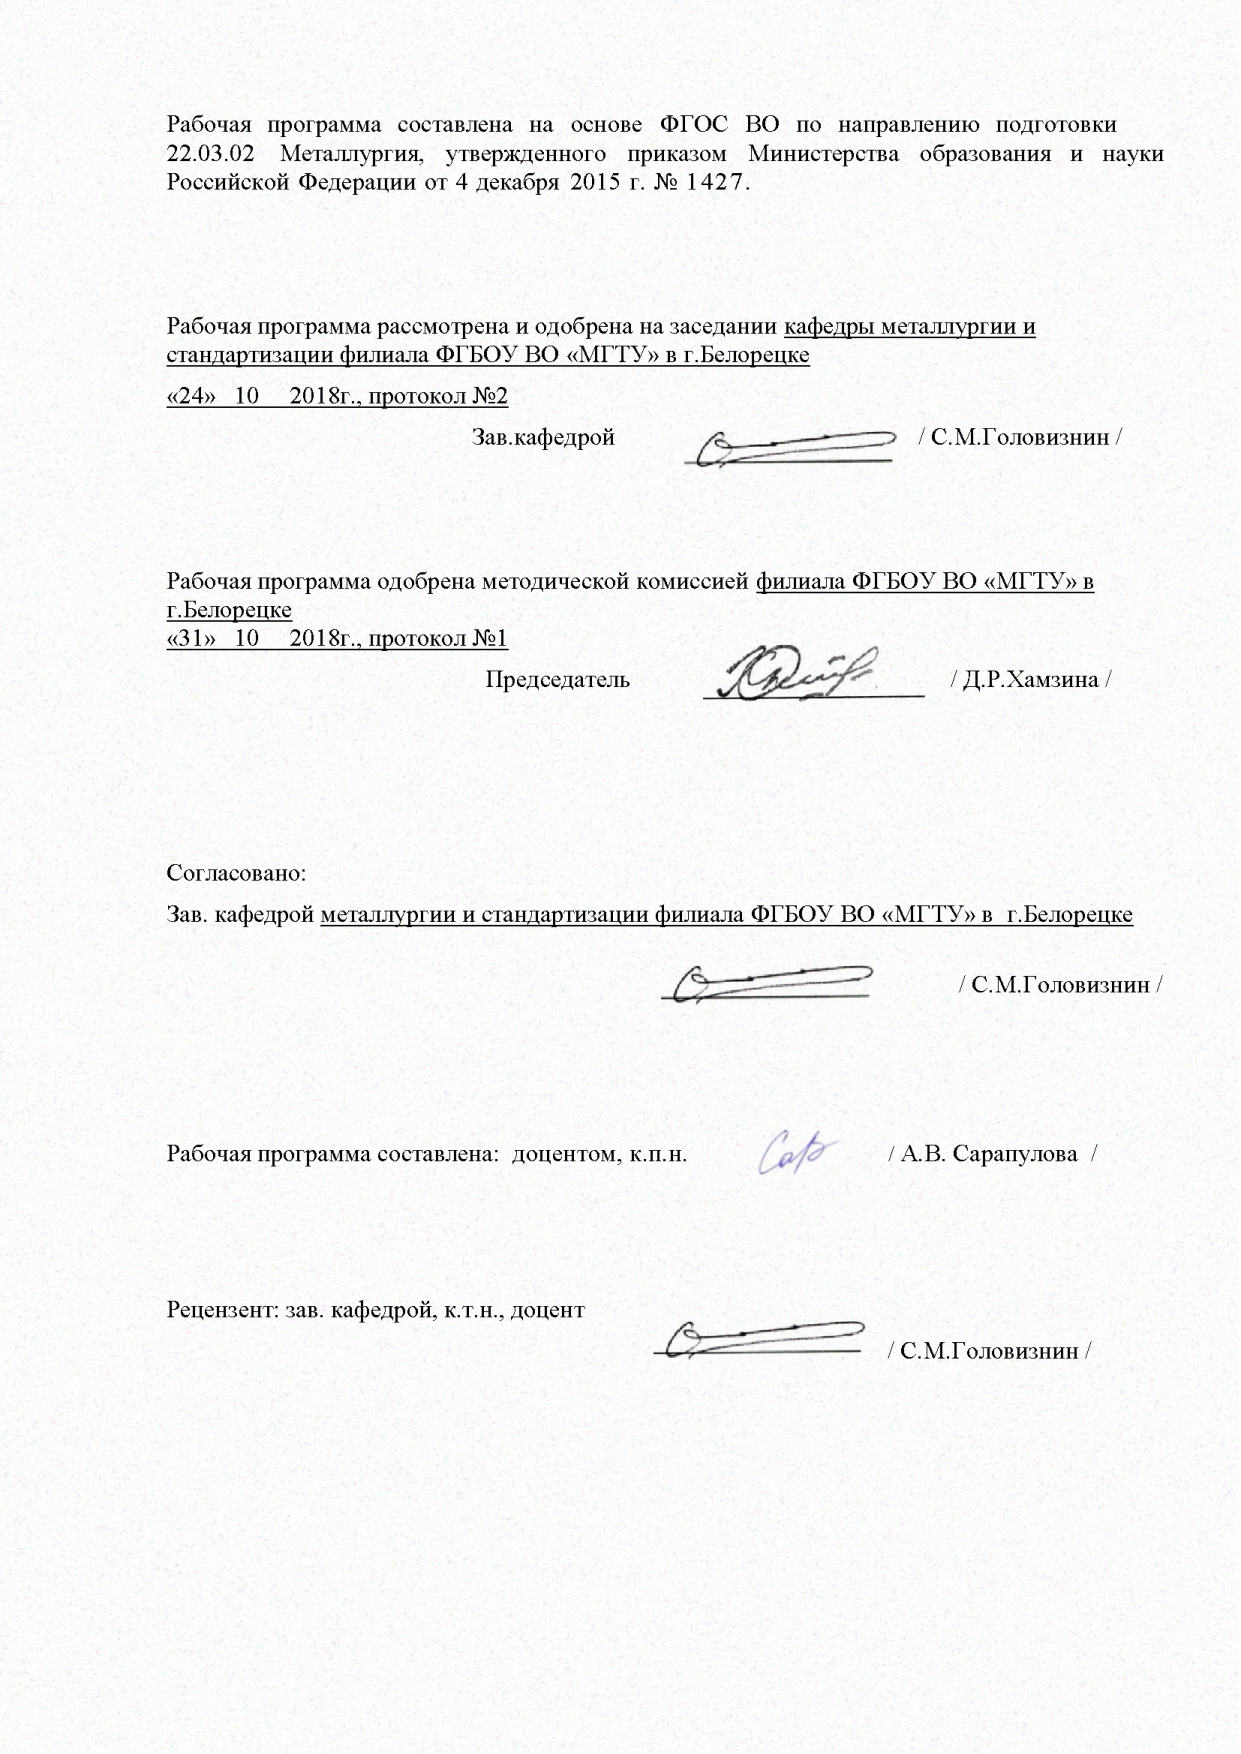 Рабочая программа составлена на основе ФГОС ВО по направлению подготовки
22.03.02 Металлургия, утвержденного приказом Министерства образования и науки
Российской Федерации от 4 декабря 2015 г. № 1427.
Рабочая программа рассмотрена и одобрена на заседании кафедры металлургии и
стандартизации филиала ФГБОУ ВО «МГТУ» в г.Белорецке
«24» 10 2018г., протокол №2
Зав.кафедрой / С.М.Головизнин /
Рабочая программа одобрена методической комиссией филиала ФГБОУ ВО «МГТУ» в
г.Белорецке
«31» 10 2018г., протокол №1
Председатель / Д.Р.Хамзина /
Согласовано:
Зав. кафедрой металлургии и стандартизации филиала ФГБОУ ВО «МГТУ» в г.Белорецке
/ С.М.Головизнин /
Рабочая программа составлена: доцентом, к.п.н. / А.В. Сарапулова /
Рецензент: зав. кафедрой, к.т.н., доцент
/ С.М.Головизнин /